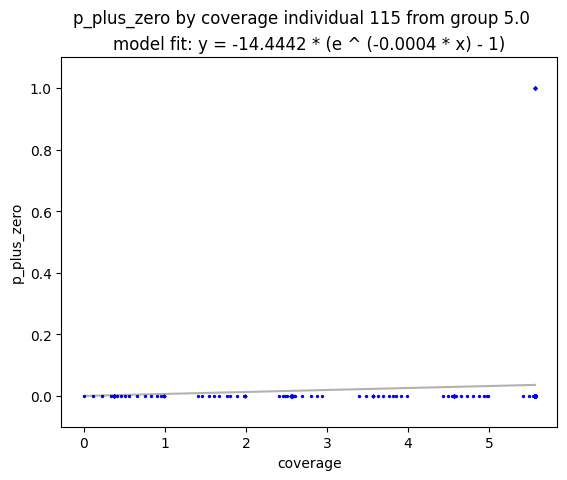 p_plus_zero by coverage individual 115 from group 5.0
model fit: y = -14.4442 * (e ^ (-0.0004 * x) - 1)
1.0
0.8
0.6
0.4
0.2
0.0
p_plus_zero
0 1 2 3 4 5
coverage